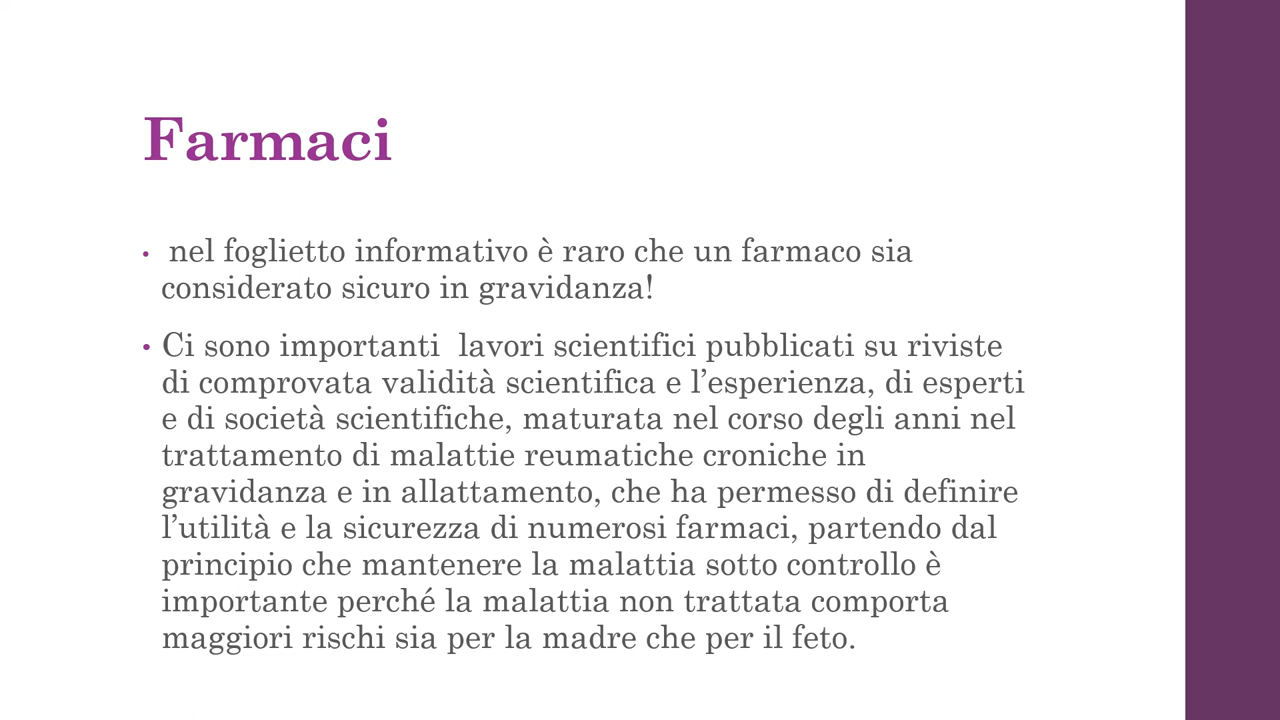 Farmaci
• nel foglietto informativo è raro che un farmaco sia
considerato sicuro in gravidanza!
• Ci sono importanti  lavori scientifici pubblicati su riviste
di comprovata validità scientifica e l’esperienza, di esperti
e di società scientifiche, maturata nel corso degli anni nel
trattamento di malattie reumatiche croniche in
gravidanza e in allattamento, che ha permesso di definire
l’utilità e la sicurezza di numerosi farmaci, partendo dal
principio che mantenere la malattia sotto controllo è
importante perché la malattia non trattata comporta
maggiori rischi sia per la madre che per il feto.